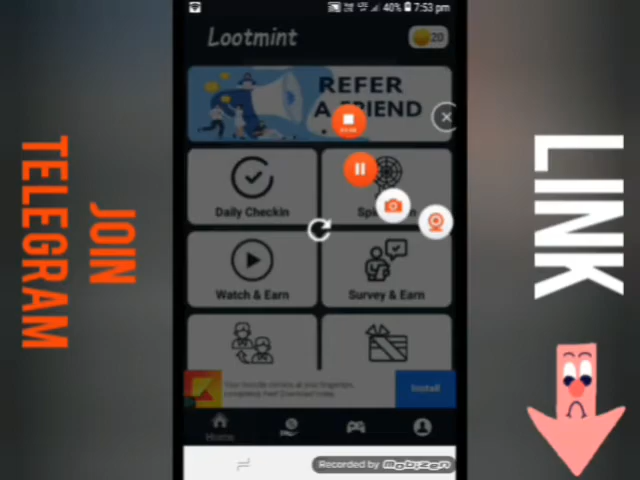 7:53 pm
40%
Lootmint
20
REFER
A FRIEND
Daily Checkin
Watch & Earn
Survey & Earn
Install
Home
Recorded by Mobizen
JOIN
TELEGRAM
LINK